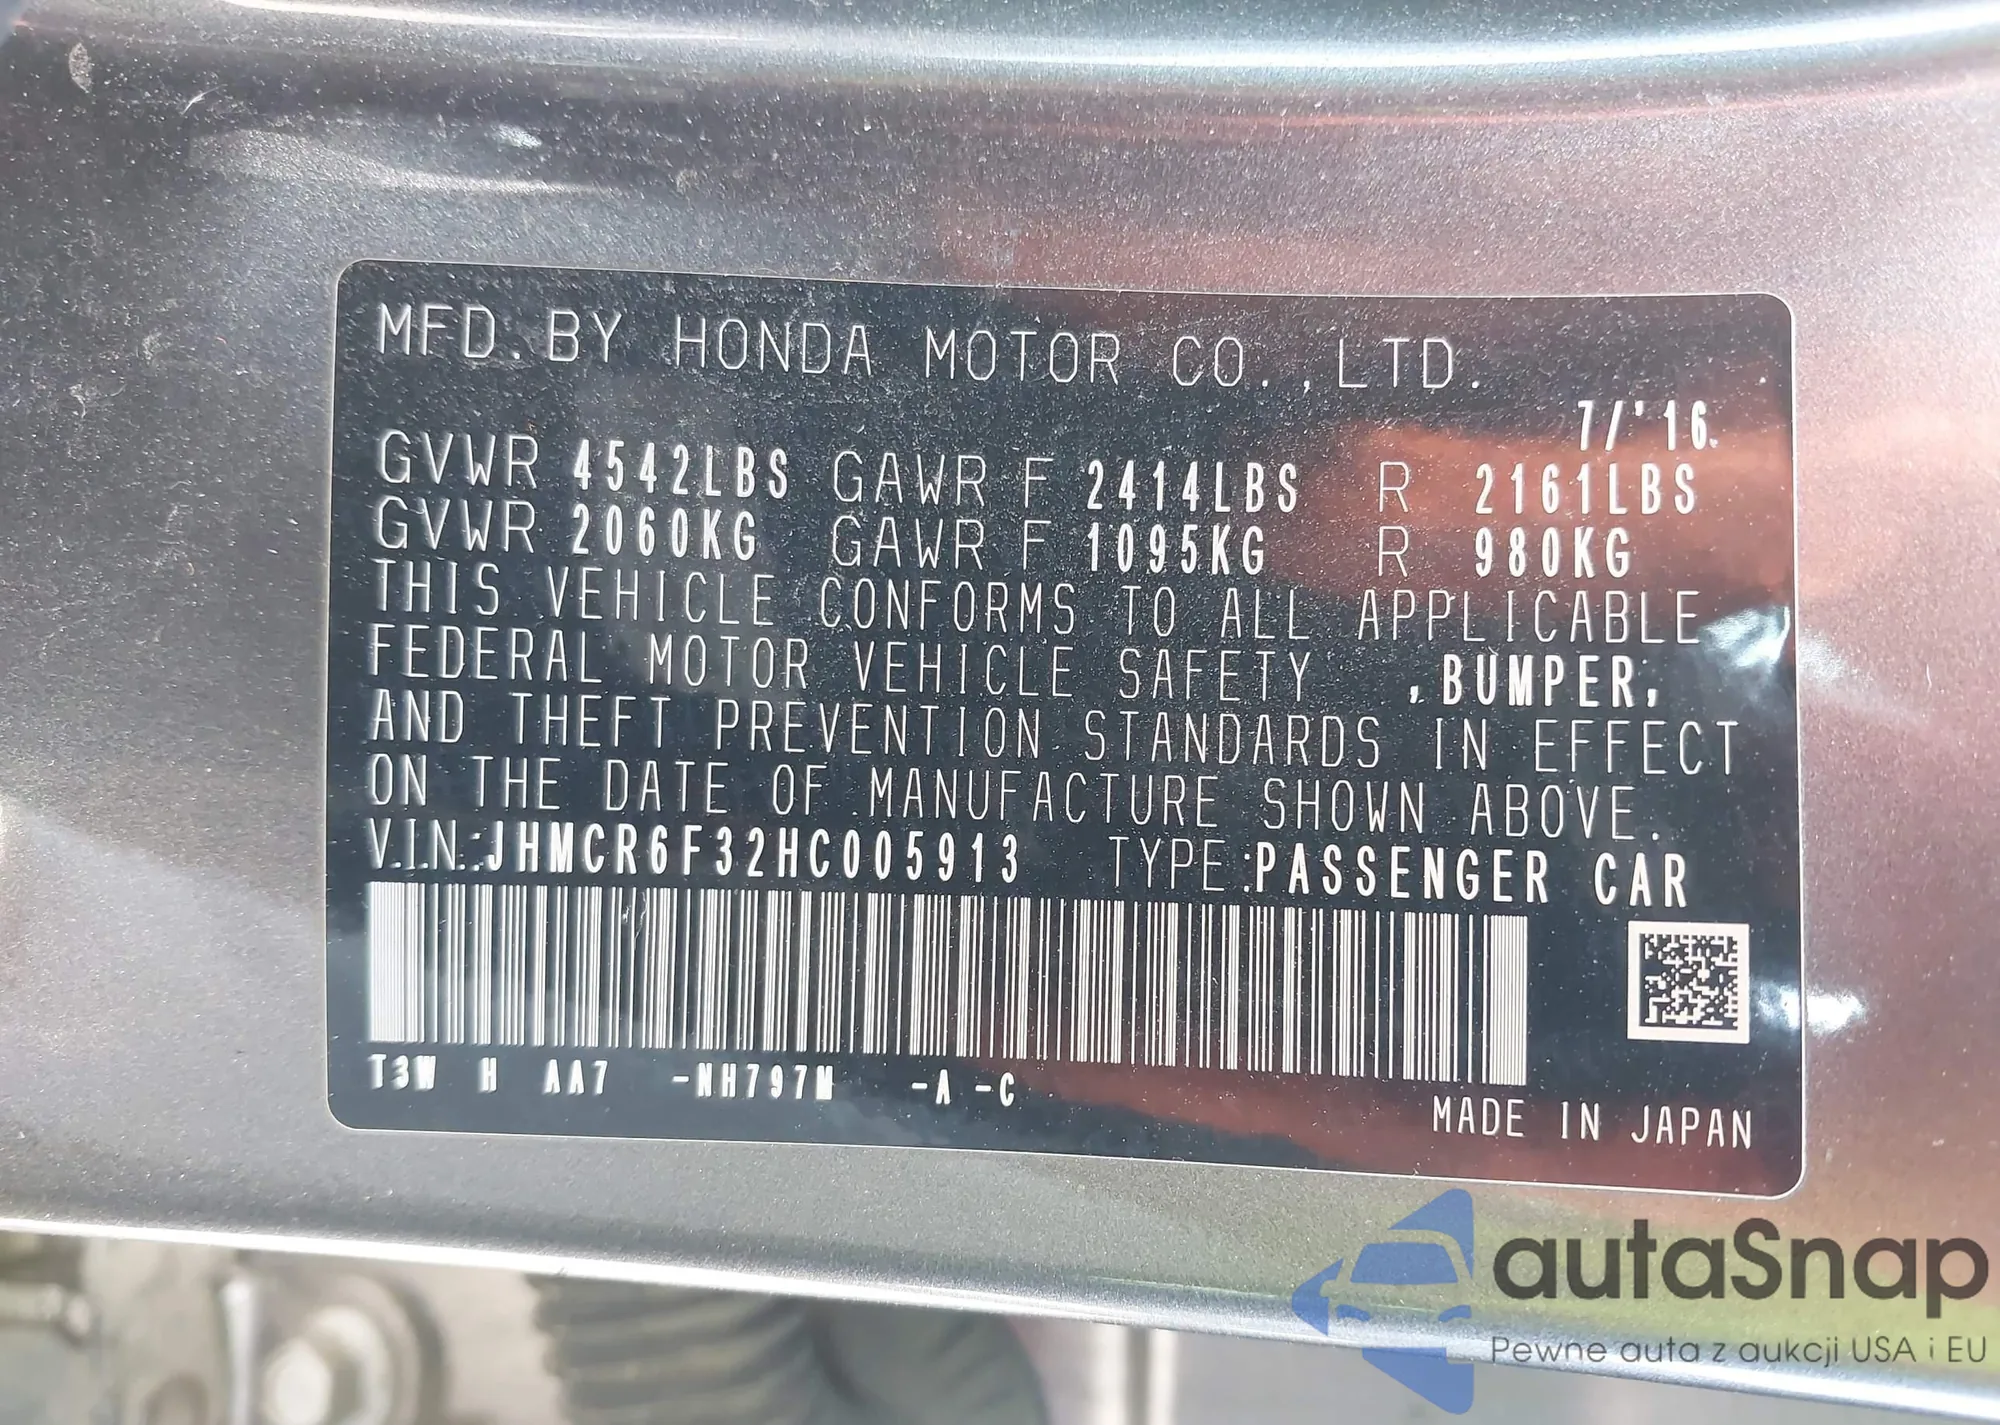 MFD. BY HONDA MOTOR CO., LTD.
7/'16
GVWR 4542LBS GAWR F 2414LBS R 2161LBS
GVWR 2060KG GAWR F 1095KG R 980KG
THIS VEHICLE CONFORMS TO ALL APPLICABLE
FEDERAL MOTOR VEHICLE SAFETY , BUMPER,
AND THEFT PREVENTION STANDARDS IN EFFECT
ON THE DATE OF MANUFACTURE SHOWN ABOVE.
V.I.N.:JHMCR6F32HC005913 TYPE:PASSENGER CAR
T3W H AA7 -NH797M -A -C
MADE IN JAPAN
autaSnap
Pewne auta z aukcji USA i EU